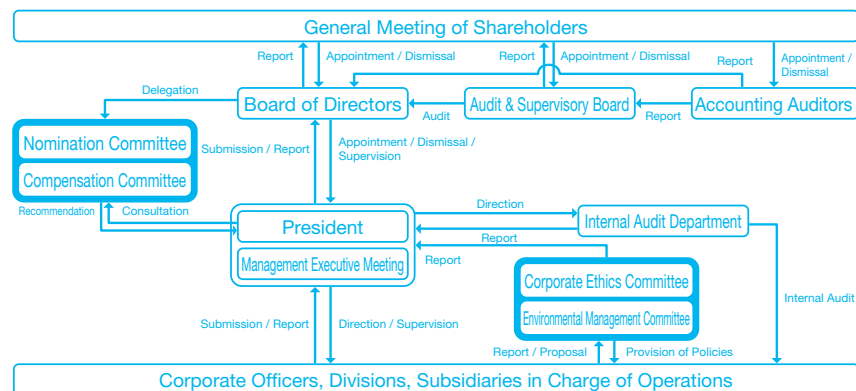 General Meeting of Shareholders
Report
Appointment / Dismissal
Report
Appointment / Dismissal
Report
Appointment /
Dismissal
Delegation
Board of Directors
Audit
Audit & Supervisory Board
Report
Accounting Auditors
Nomination Committee
Compensation Committee
Submission / Report
Appointment / Dismissal /
Supervision
Recommendation
Consultation
President
Management Executive Meeting
Direction
Internal Audit Department
Report
Report
Corporate Ethics Committee
Environmental Management Committee
Internal Audit
Submission / Report
Direction / Supervision
Report / Proposal
Provision of Policies
Corporate Officers, Divisions, Subsidiaries in Charge of Operations